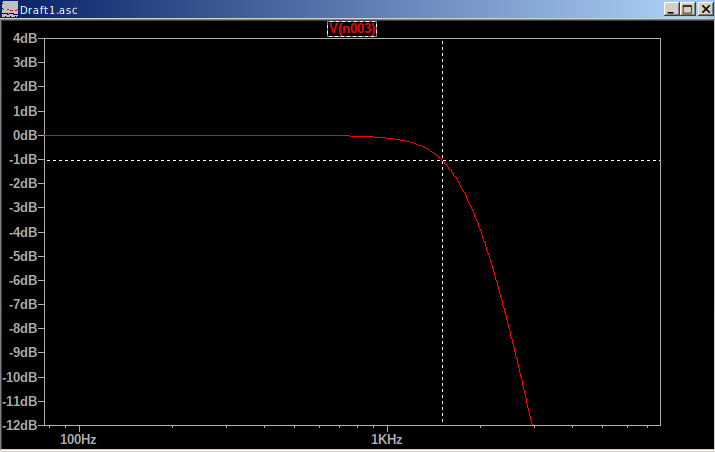 Draft1.asc
V(n003)
4dB
3dB
2dB
1dB
0dB
-1dB
-2dB
-3dB
-4dB
-5dB
-6dB
-7dB
-8dB
-9dB
-10dB
-11dB
-12dB
100Hz 1KHz